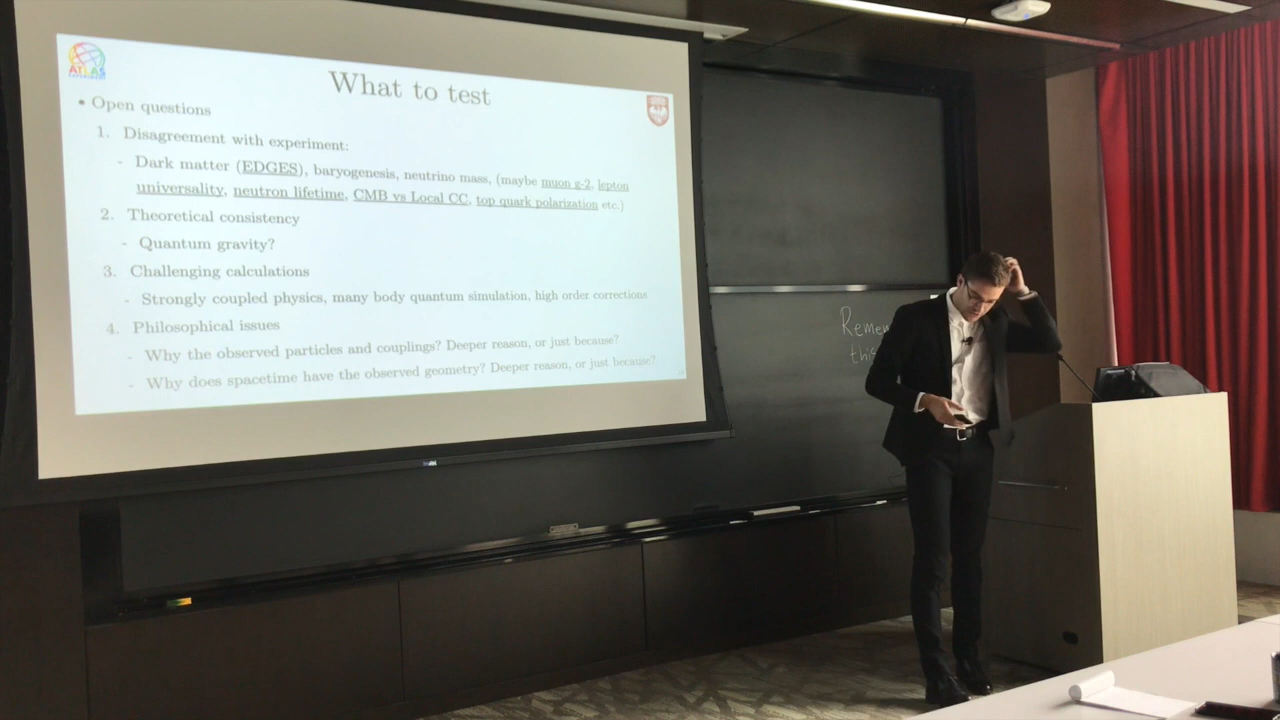 ATLAS
EXPERIMENT
What to test
• Open questions
1. Disagreement with experiment:
- Dark matter (EDGES), baryogenesis, neutrino mass, (maybe muon g-2, lepton
universality, neutron lifetime, CMB vs Local CC, top quark polarization etc.)
2. Theoretical consistency
- Quantum gravity?
3. Challenging calculations
- Strongly coupled physics, many body quantum simulation, high order corrections
4. Philosophical issues
- Why the observed particles and couplings? Deeper reason, or just because?
- Why does spacetime have the observed geometry? Deeper reason, or just because?
Remem
this